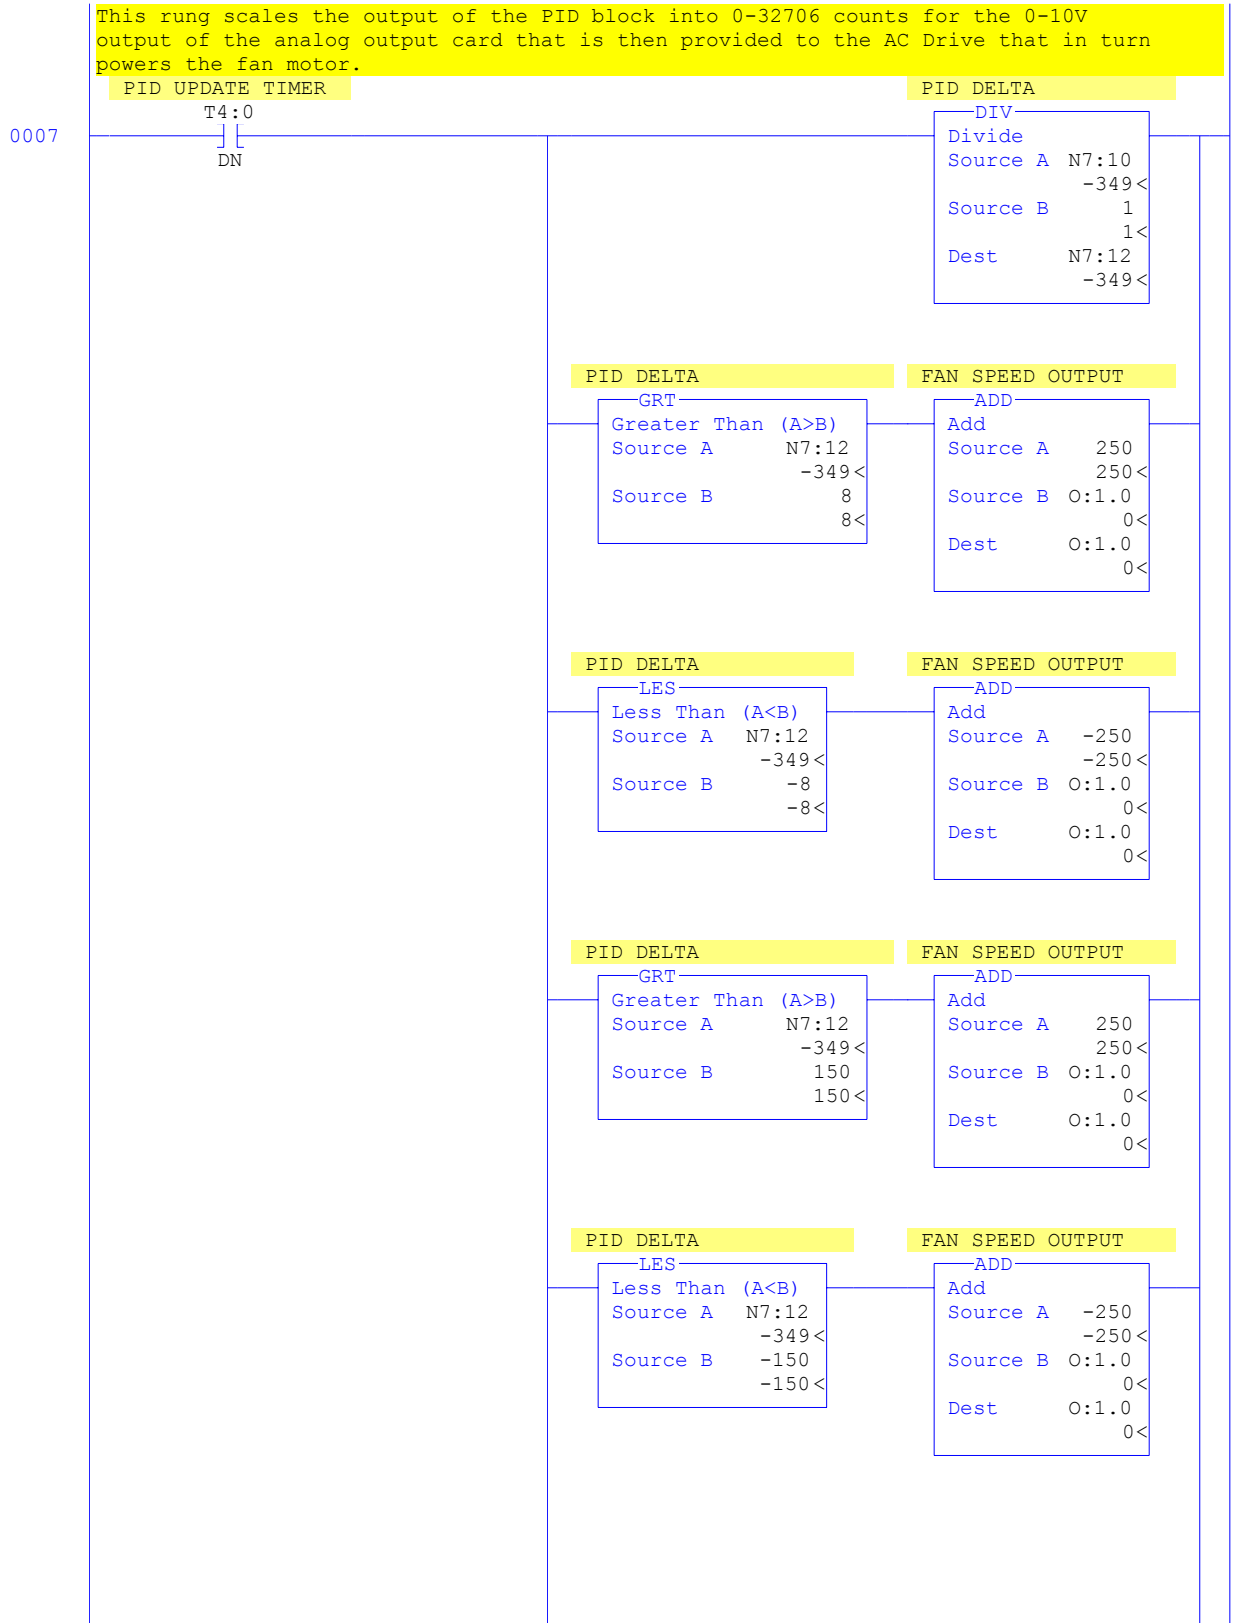 This rung scales the output of the PID block into 0-32706 counts for the 0-10V
output of the analog output card that is then provided to the AC Drive that in turn
powers the fan motor.
PID UPDATE TIMER PID DELTA
T4:0 DIV
0007 Divide
DN Source A N7:10
-349<
Source B 1
1<
Dest N7:12
-349<
PID DELTA FAN SPEED OUTPUT
GRT ADD
Greater Than (A>B) Add
Source A N7:12 Source A 250
-349< 250<
Source B 8 Source B O:1.0
8< 0<
Dest O:1.0
0<
PID DELTA FAN SPEED OUTPUT
LES ADD
Less Than (A<B) Add
Source A N7:12 Source A -250
-349< -250<
Source B -8 Source B O:1.0
-8< 0<
Dest O:1.0
0<
PID DELTA FAN SPEED OUTPUT
GRT ADD
Greater Than (A>B) Add
Source A N7:12 Source A 250
-349< 250<
Source B 150 Source B O:1.0
150< 0<
Dest O:1.0
0<
PID DELTA FAN SPEED OUTPUT
LES ADD
Less Than (A<B) Add
Source A N7:12 Source A -250
-349< -250<
Source B -150 Source B O:1.0
-150< 0<
Dest O:1.0
0<